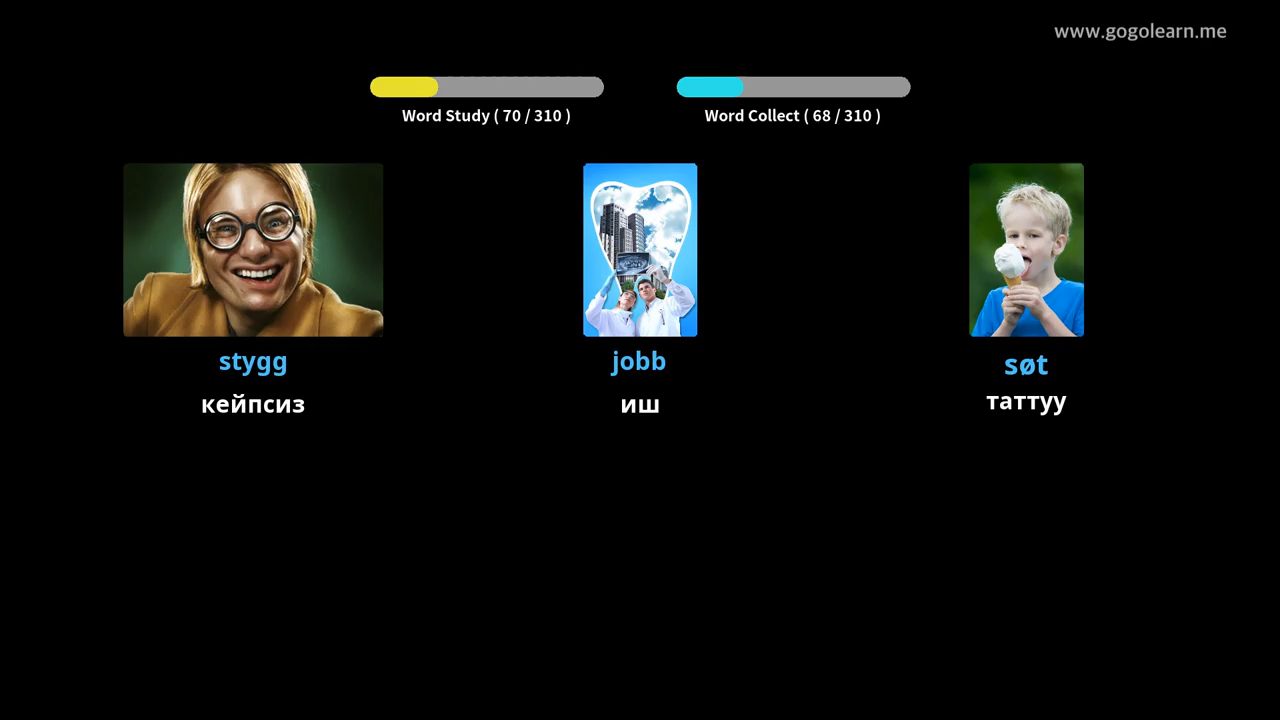 www.gogolearn.me
Word Study ( 70 / 310 )
Word Collect ( 68 / 310 )
stygg
jobb
søt
кейпсиз
иш
таттуу